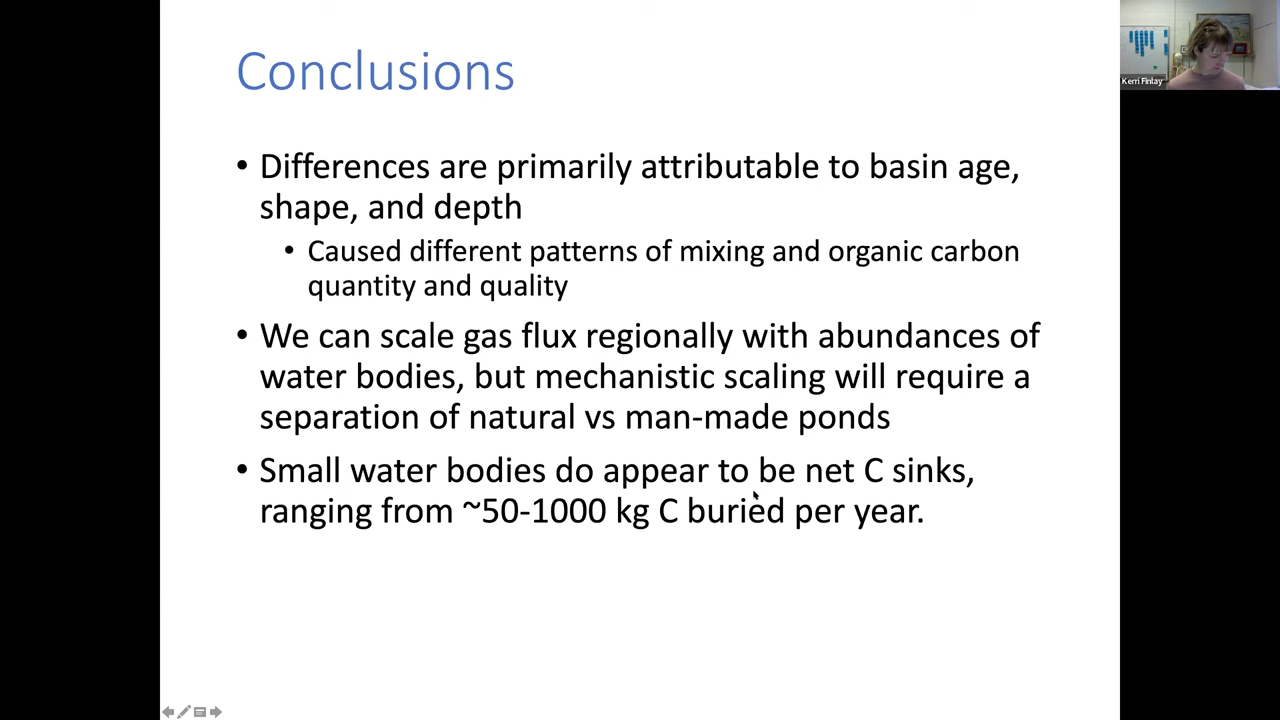 Conclusions
• Differences are primarily attributable to basin age,
shape, and depth
• Caused different patterns of mixing and organic carbon
quantity and quality
• We can scale gas flux regionally with abundances of
water bodies, but mechanistic scaling will require a
separation of natural vs man-made ponds
• Small water bodies do appear to be net C sinks,
ranging from ~50-1000 kg C buried per year.
Kerri Finlay